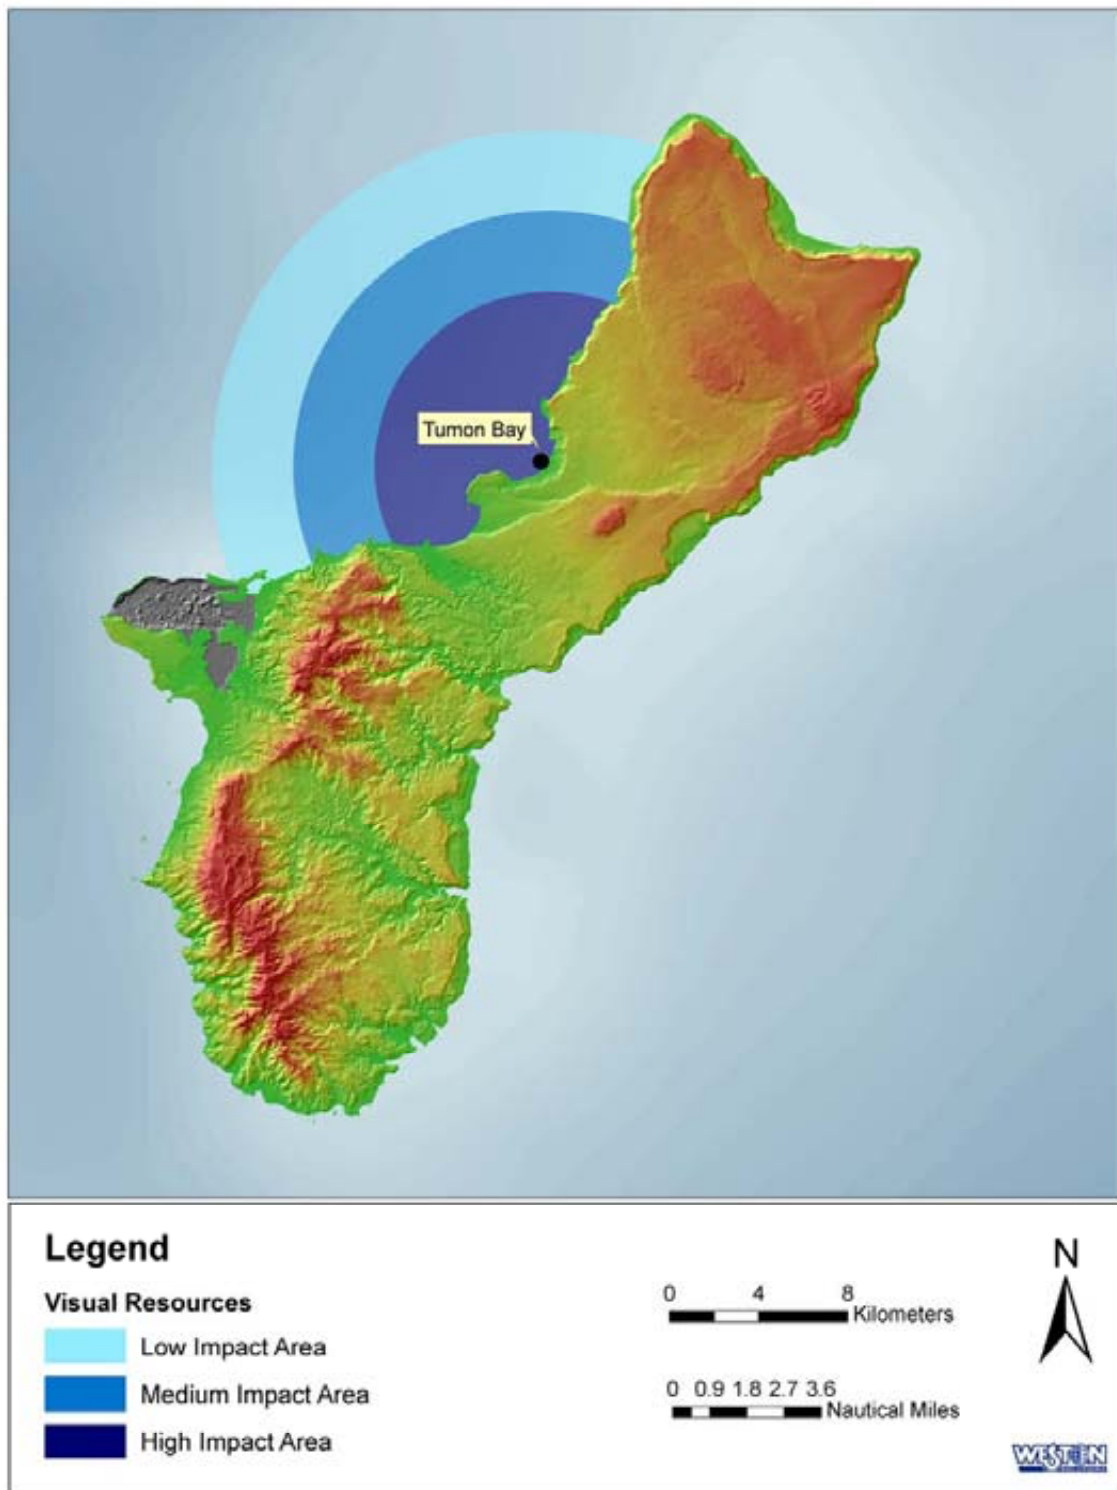 Tumon Bay
Legend
N
Visual Resources
0 4 8
Kilometers
Low Impact Area
Medium Impact Area
0 0.9 1.8 2.7 3.6
Nautical Miles
High Impact Area
WESTON